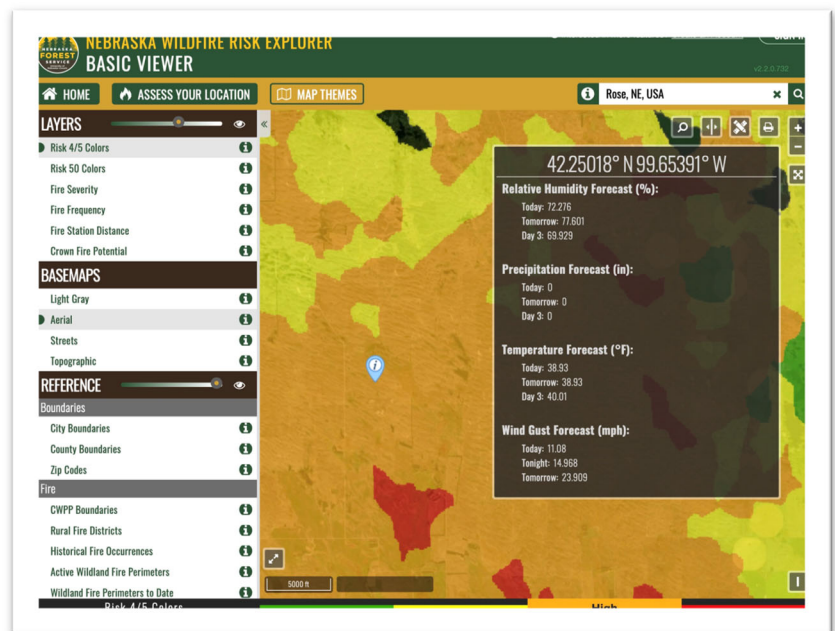 NEBRASKA WILDFIRE RISK EXPLORER
BASIC VIEWER
NEBRASKA
FOREST
SERVICE
v2.2.0.732
HOME
ASSESS YOUR LOCATION
MAP THEMES
Rose, NE, USA
LAYERS
Risk 4/5 Colors
Risk 50 Colors
Fire Severity
Fire Frequency
Fire Station Distance
Crown Fire Potential
BASEMAPS
Light Gray
Aerial
Streets
Topographic
REFERENCE
Boundaries
City Boundaries
County Boundaries
Zip Codes
Fire
CWPP Boundaries
Rural Fire Districts
Historical Fire Occurrences
Active Wildland Fire Perimeters
Wildland Fire Perimeters to Date
42.25018° N 99.65391° W
Relative Humidity Forecast (%):
Today: 72.276
Tomorrow: 77.601
Day 3: 69.929
Precipitation Forecast (in):
Today: 0
Tomorrow: 0
Day 3: 0
Temperature Forecast (°F):
Today: 38.93
Tomorrow: 38.93
Day 3: 40.01
Wind Gust Forecast (mph):
Today: 11.08
Tonight: 14.968
Tomorrow: 23.909
5000 ft
Risk 4/5 Colors
High